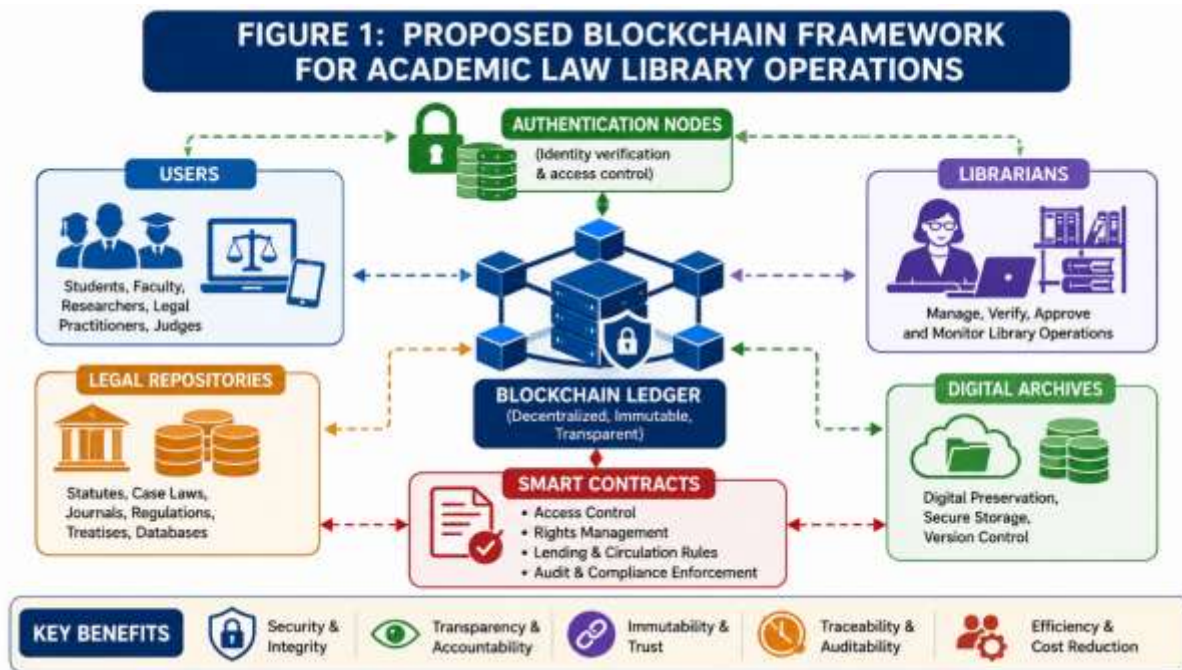 FIGURE 1: PROPOSED BLOCKCHAIN FRAMEWORK
FOR ACADEMIC LAW LIBRARY OPERATIONS
AUTHENTICATION NODES
(Identity verification
& access control)
USERS
Students, Faculty,
Researchers, Legal
Practitioners, Judges
LIBRARIANS
Manage, Verify, Approve
and Monitor Library Operations
BLOCKCHAIN LEDGER
(Decentralized, Immutable,
Transparent)
LEGAL REPOSITORIES
Statutes, Case Laws,
Journals, Regulations,
Treatises, Databases
DIGITAL ARCHIVES
Digital Preservation,
Secure Storage,
Version Control
SMART CONTRACTS
• Access Control
• Rights Management
• Lending & Circulation Rules
• Audit & Compliance Enforcement
KEY BENEFITS
Security &
Integrity
Transparency &
Accountability
Immutability &
Trust
Traceability &
Auditability
Efficiency &
Cost Reduction